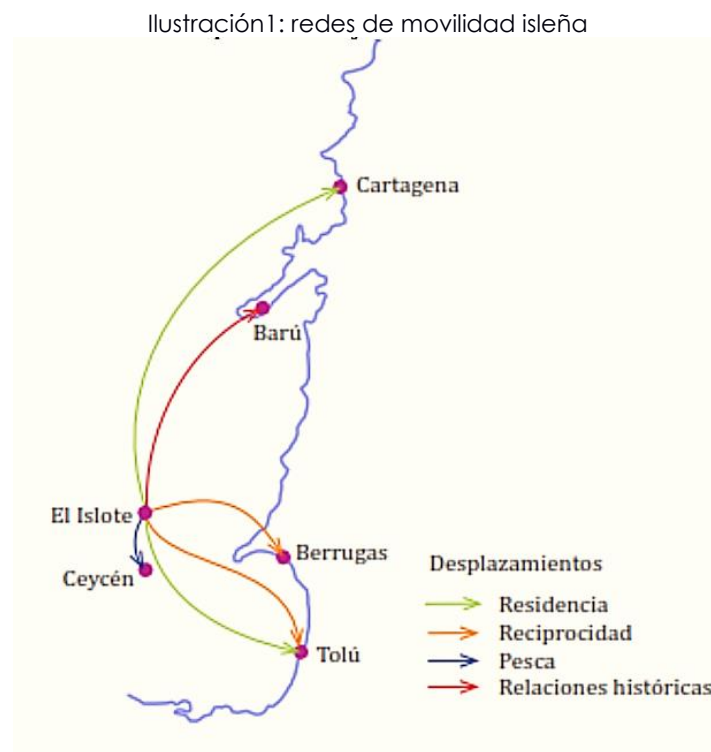 Ilustración1: redes de movilidad isleña
Cartagena
Barú
El Islote
Berrugas
Ceycén
Tolú
Desplazamientos
Residencia
Reciprocidad
Pesca
Relaciones históricas